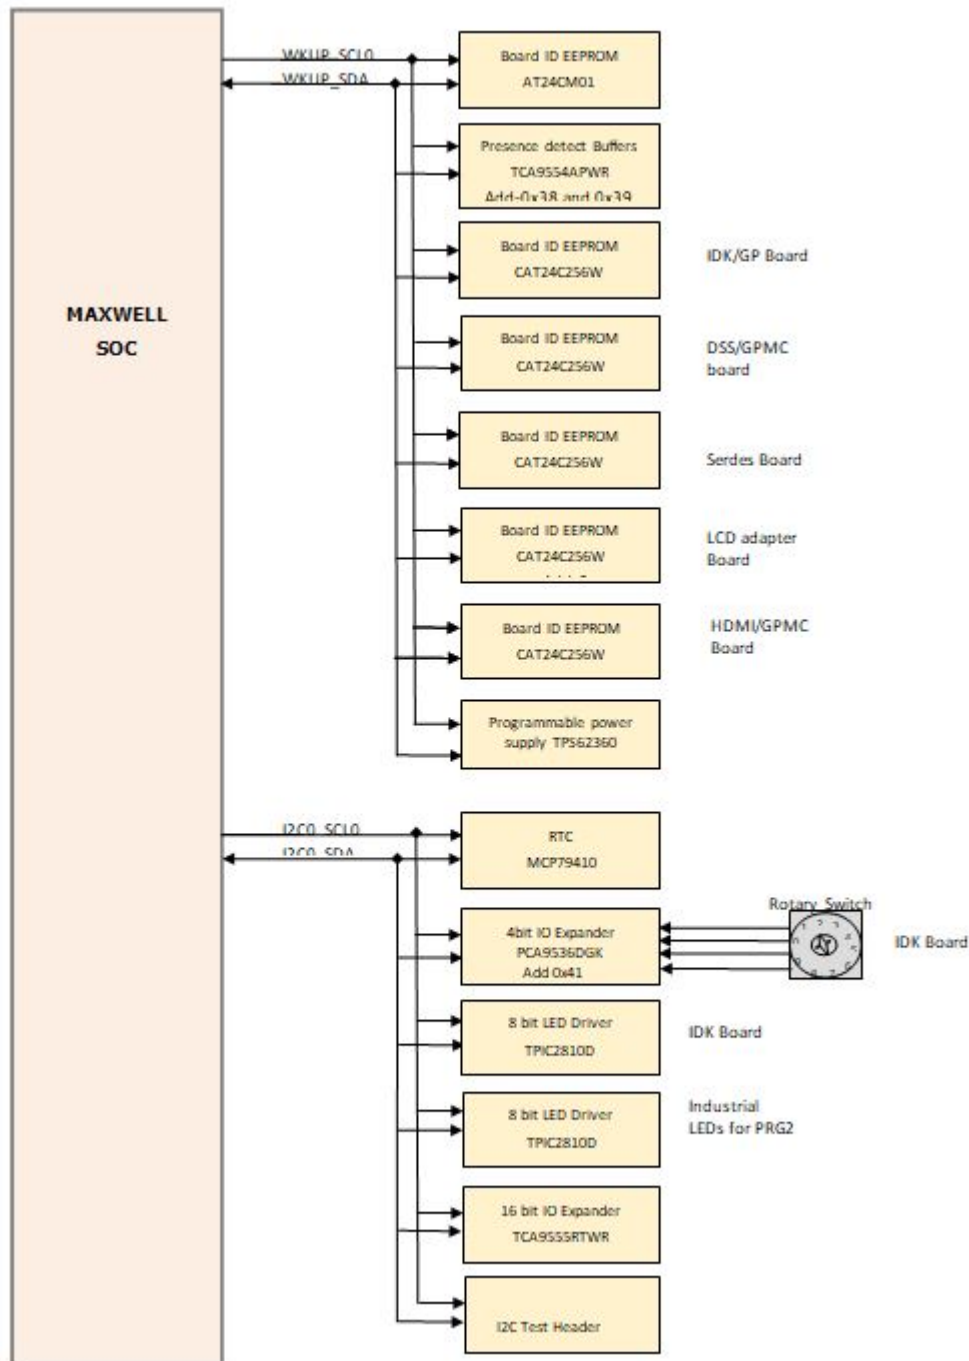 MAXWELL
SOC
WKUP_SCL0
WKUP_SDA
Board ID EEPROM
AT24CM01
Presence detect Buffers
TCA9554APWR
Add-0x38 and 0x39
Board ID EEPROM
CAT24C256W
IDK/GP Board
Board ID EEPROM
CAT24C256W
DSS/GPMC
board
Board ID EEPROM
CAT24C256W
Serdes Board
Board ID EEPROM
CAT24C256W
LCD adapter
Board
Board ID EEPROM
CAT24C256W
HDMI/GPMC
Board
Programmable power
supply TPS62360
I2C0_SCL0
I2C0_SDA
RTC
MCP79410
4bit IO Expander
PCA9536DGK
Add 0x41
Rotary Switch
IDK Board
8 bit LED Driver
TPIC2810D
IDK Board
8 bit LED Driver
TPIC2810D
Industrial
LEDs for PRG2
16 bit IO Expander
TCA9555RTWR
I2C Test Header